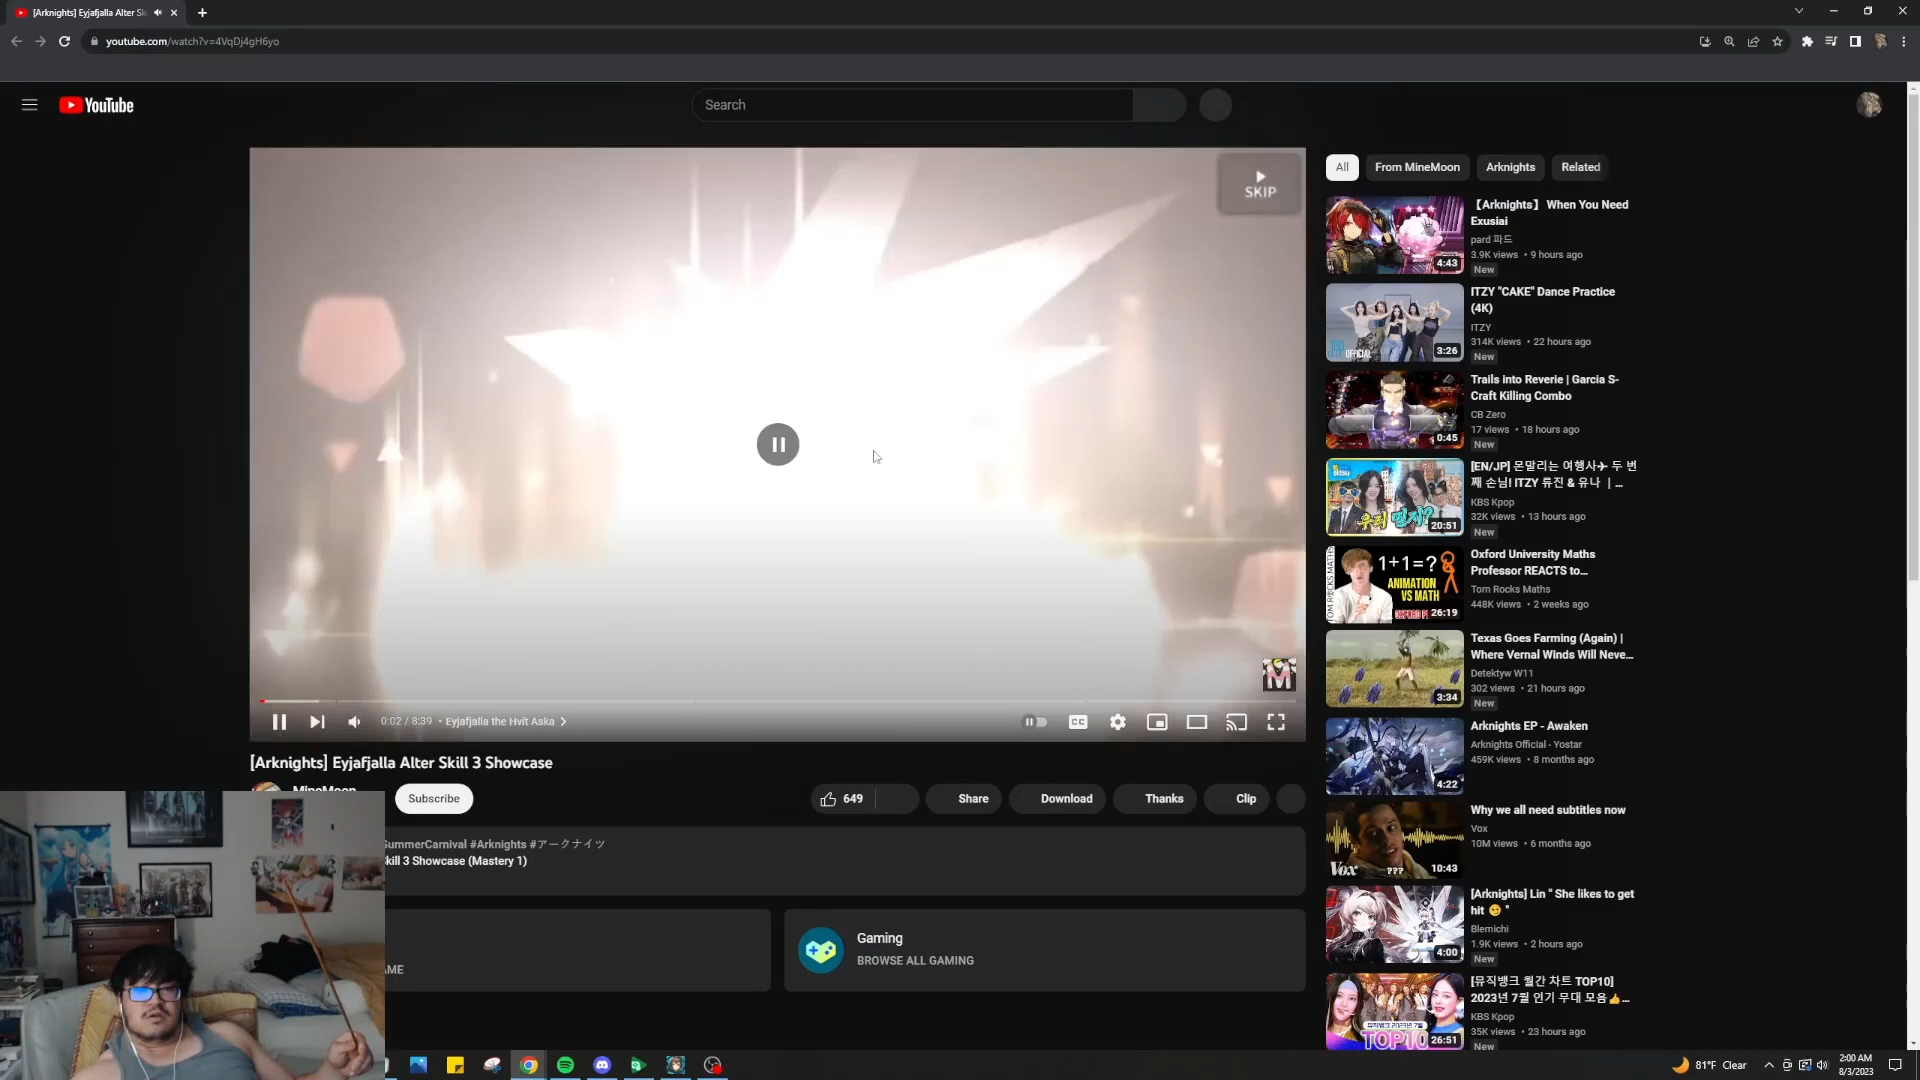 [Arknights] Eyjafjalla Alter Sk
youtube.com/watch?v=4VqDj4gH6yo
YouTube
Search
SKIP
M
0:02 / 8:39 • Eyjafjalla the Hvít Aska
CC
[Arknights] Eyjafjalla Alter Skill 3 Showcase
MineMoon
Subscribe
649
Share
Download
Thanks
Clip
SummerCarnival #Arknights #アークナイツ
Skill 3 Showcase (Mastery 1)
AME
Gaming
BROWSE ALL GAMING
All
From MineMoon
Arknights
Related
【Arknights】 When You Need
Exusiai
pard 파드
3.9K views • 9 hours ago
New
4:43
ITZY "CAKE" Dance Practice
(4K)
ITZY
314K views • 22 hours ago
New
OFFICIAL
3:26
Trails into Reverie | Garcia S-
Craft Killing Combo
CB Zero
17 views • 18 hours ago
New
0:45
[EN/JP] 몬말리는 여행사✈ 두 번
째 손님! ITZY 류진 & 유나 | ...
KBS Kpop
32K views • 13 hours ago
New
20:51
Oxford University Maths
Professor REACTS to...
Tom Rocks Maths
448K views • 2 weeks ago
TOM ROCKS MATHS
1+1=?
ANIMATION
VS MATH
26:19
Texas Goes Farming (Again) |
Where Vernal Winds Will Neve...
Detektyw W11
302 views • 21 hours ago
New
3:34
Arknights EP - Awaken
Arknights Official - Yostar
459K views • 8 months ago
4:22
Why we all need subtitles now
Vox
10M views • 6 months ago
Vox
???
10:43
[Arknights] Lin " She likes to get
hit 😏 "
Blemichi
1.9K views • 2 hours ago
New
4:00
[뮤직뱅크 월간 차트 TOP10]
2023년 7월 인기 무대 모음👍...
KBS Kpop
35K views • 23 hours ago
New
TOP10
26:51
81°F Clear
2:00 AM
8/3/2023